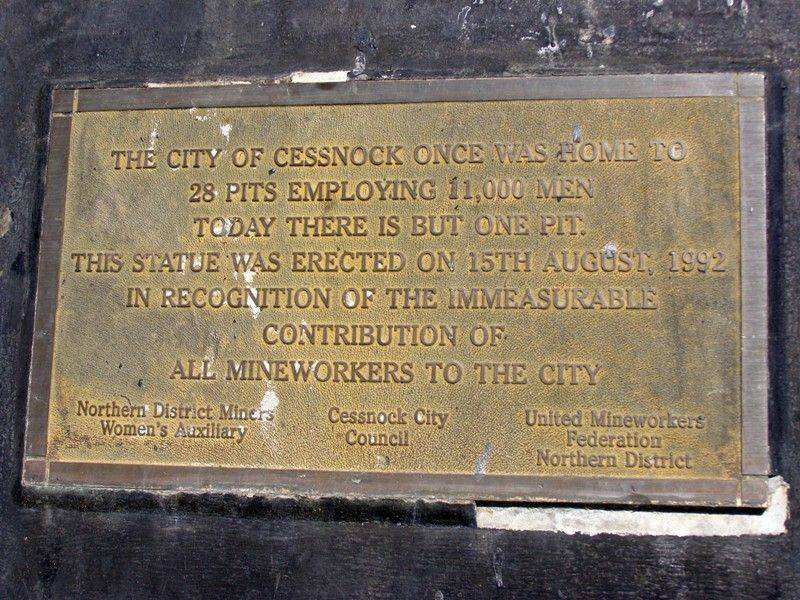 THE CITY OF CESSNOCK ONCE WAS HOME TO
28 PITS EMPLOYING 11,000 MEN
TODAY THERE IS BUT ONE PIT.
THIS STATUE WAS ERECTED ON 15TH AUGUST, 1992
IN RECOGNITION OF THE IMMEASURABLE
CONTRIBUTION OF
ALL MINEWORKERS TO THE CITY
Northern District Miners
Women's Auxiliary
Cessnock City
Council
United Mineworkers
Federation
Northern District